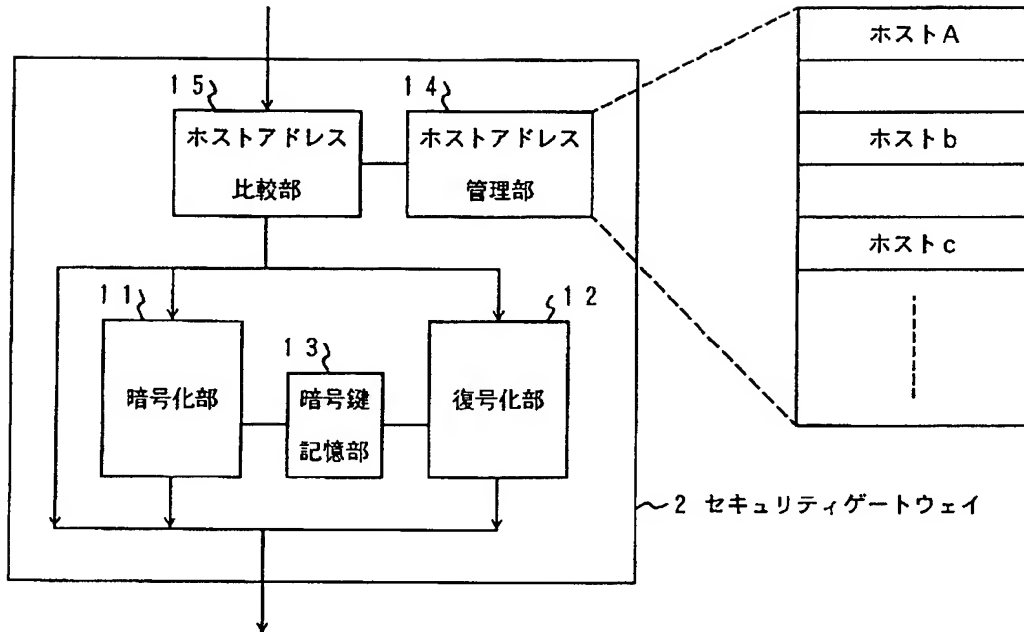 ホストA
15
14
ホストアドレス
比較部
ホストアドレス
管理部
ホストb
ホストc
11
12
13
暗号化部
暗号鍵
記憶部
復号化部
2 セキュリティゲートウェイ